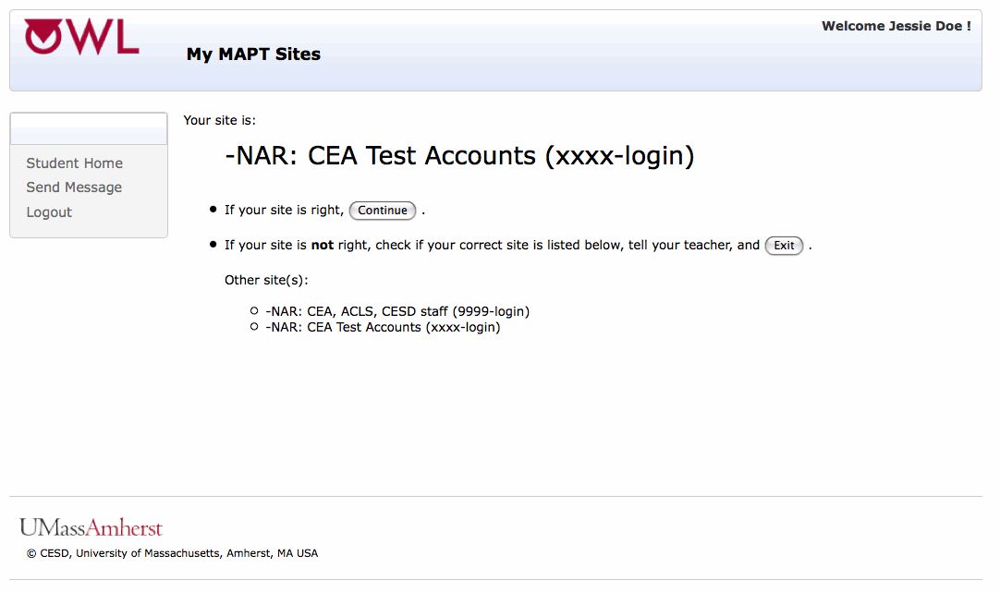 OWL
Welcome Jessie Doe !
My MAPT Sites
Student Home
Send Message
Logout
Your site is:
-NAR: CEA Test Accounts (xxxx-login)
If your site is right, Continue .
If your site is not right, check if your correct site is listed below, tell your teacher, and Exit .
Other site(s):
-NAR: CEA, ACLS, CESD staff (9999-login)
-NAR: CEA Test Accounts (xxxx-login)
UMassAmherst
© CESD, University of Massachusetts, Amherst, MA USA